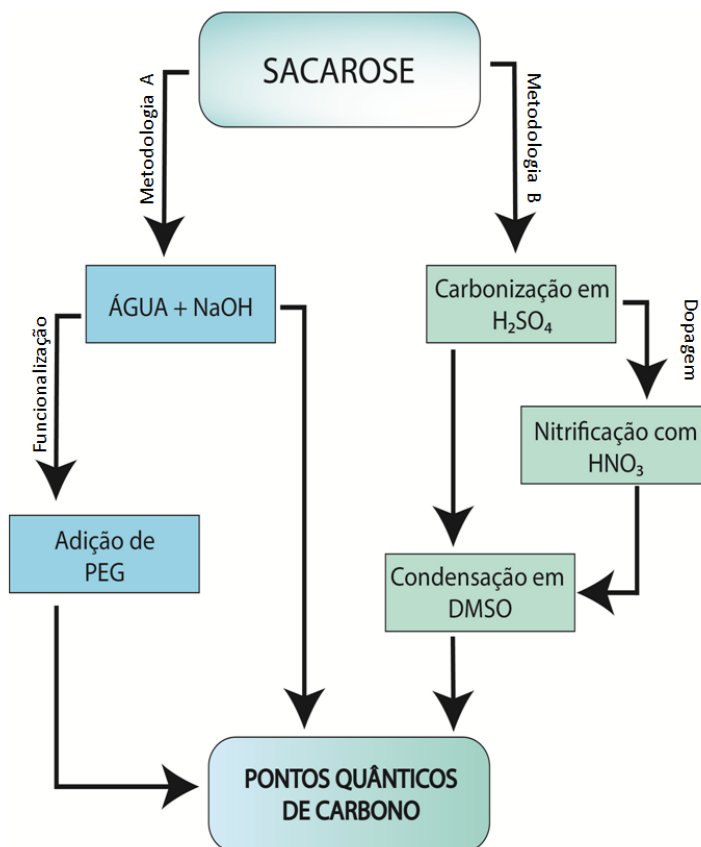 SACAROSE
Metodologia A
Metodologia B
ÁGUA + NaOH
Carbonização em
H₂SO₄
Funcionalização
Dopagem
Nitrificação com
HNO₃
Adição de
PEG
Condensação em
DMSO
PONTOS QUÂNTICOS
DE CARBONO